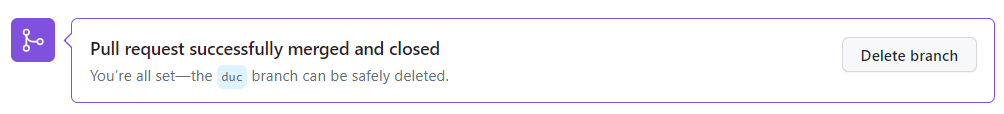 Pull request successfully merged and closed
You’re all set—the duc branch can be safely deleted.
Delete branch